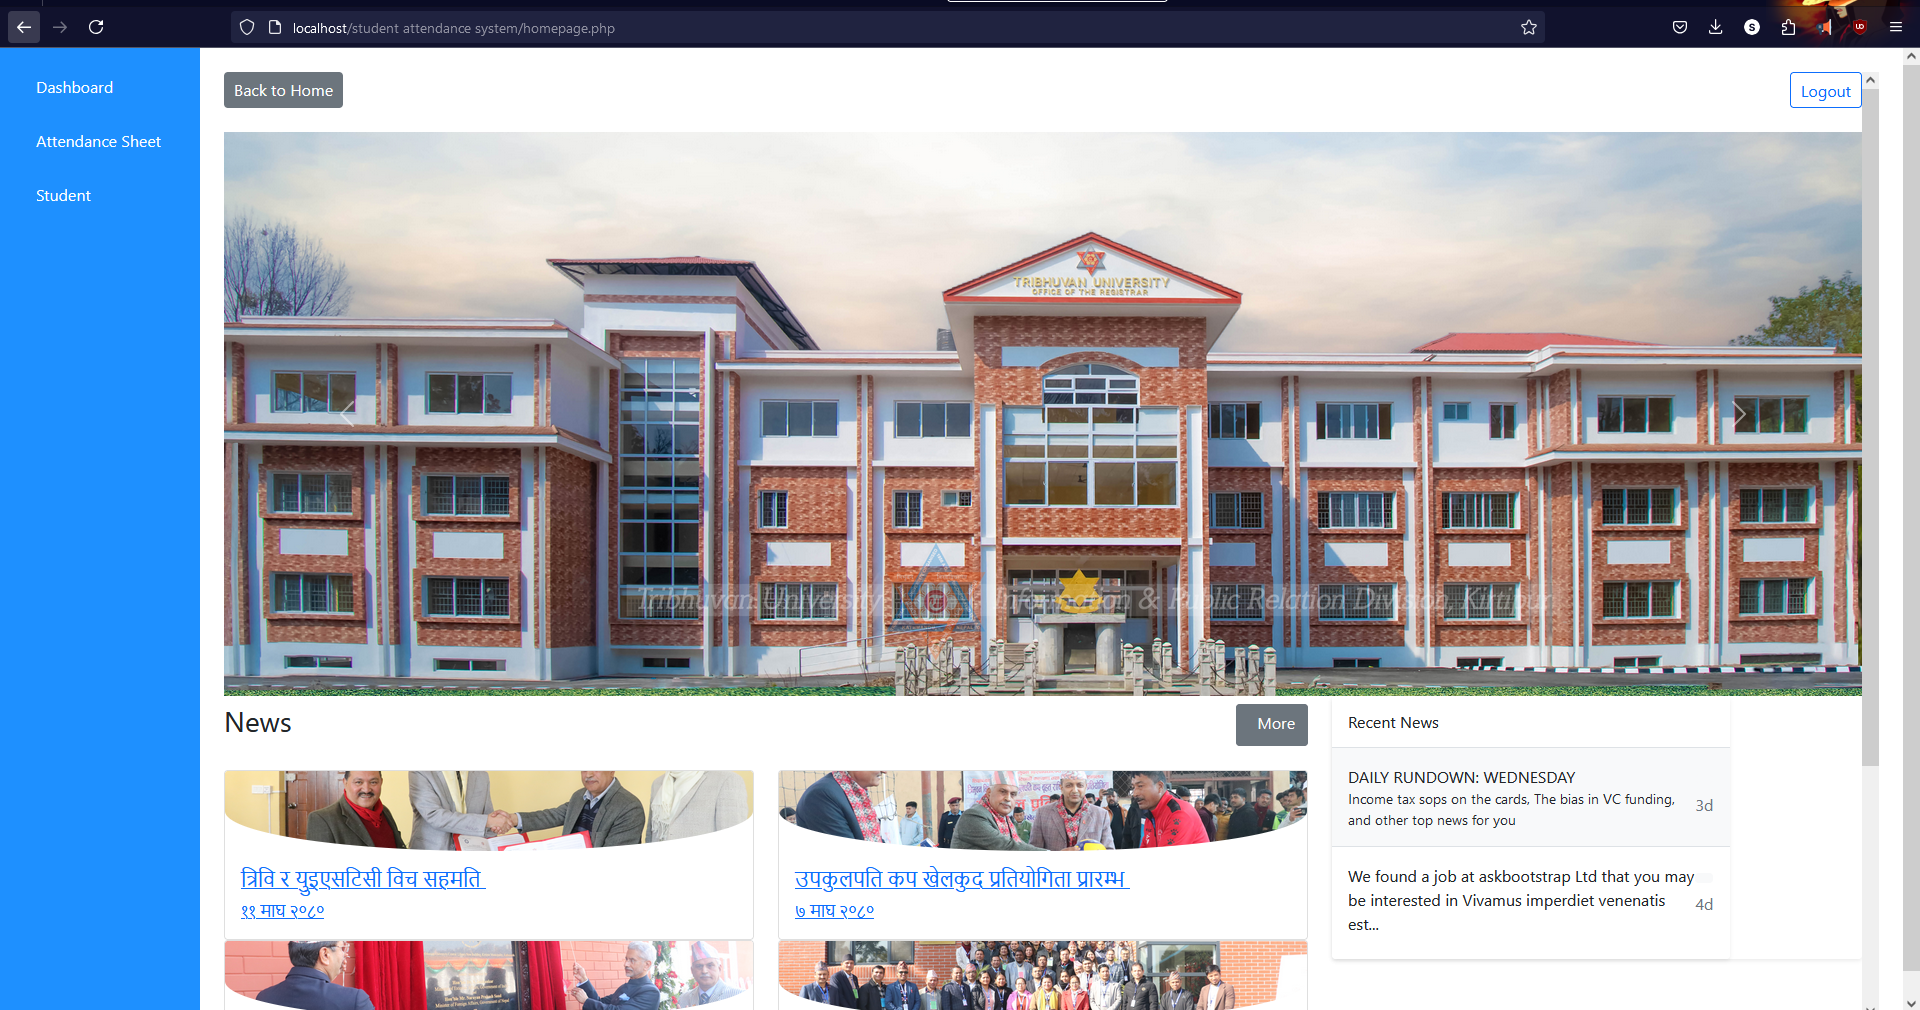 localhost/student attendance system/homepage.php
Dashboard
Attendance Sheet
Student
Back to Home
Logout
TRIBHUVAN UNIVERSITY
OFFICE OF THE REGISTRAR
Tribhuvan University Information & Public Relation Division, Kirtipur
News
More
त्रिवि र युइएसटिसी विच सहमति
११ माघ २०८०
उपकुलपति कप खेलकुद प्रतियोगिता प्रारम्भ
७ माघ २०८०
Recent News
DAILY RUNDOWN: WEDNESDAY
Income tax sops on the cards, The bias in VC funding,
and other top news for you
3d
We found a job at askbootstrap Ltd that you may
be interested in Vivamus imperdiet venenatis
est...
4d